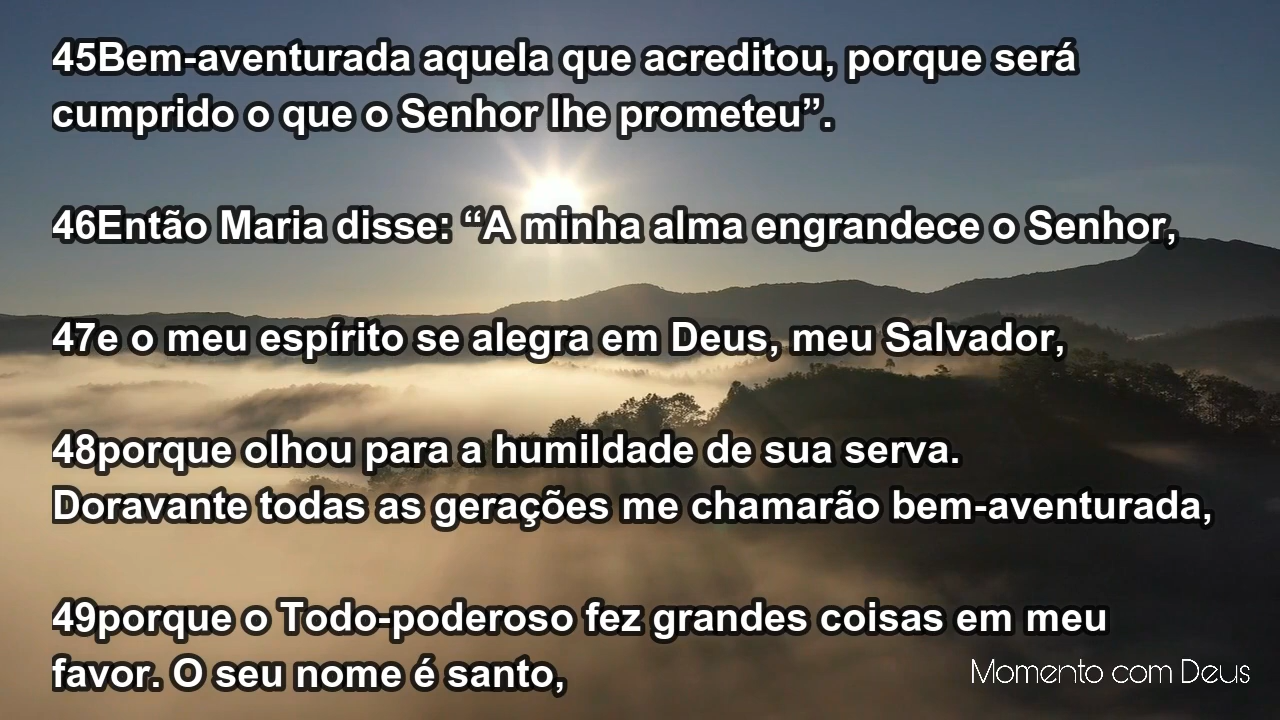 45Bem-aventurada aquela que acreditou, porque será
cumprido o que o Senhor lhe prometeu”.
46Então Maria disse: “A minha alma engrandece o Senhor,
47e o meu espírito se alegra em Deus, meu Salvador,
48porque olhou para a humildade de sua serva.
Doravante todas as gerações me chamarão bem-aventurada,
49porque o Todo-poderoso fez grandes coisas em meu
favor. O seu nome é santo,
Momento com Deus